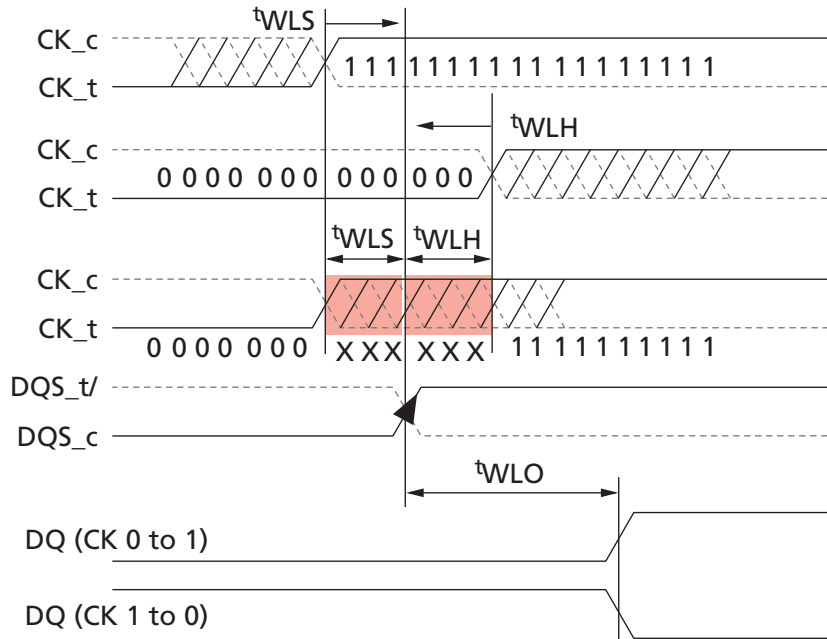 tWLS
CK_c
1 1 1 1 1 1 1 1 1 1 1 1 1 1 1 1 1
CK_t
tWLH
CK_c
0 0 0 0 0 0 0 0 0 0 0 0 0
CK_t
tWLS tWLH
CK_c
CK_t
0 0 0 0 0 0 0 X X X X X X 1 1 1 1 1 1 1 1 1 1
DQS_t/
DQS_c
tWLO
DQ (CK 0 to 1)
DQ (CK 1 to 0)